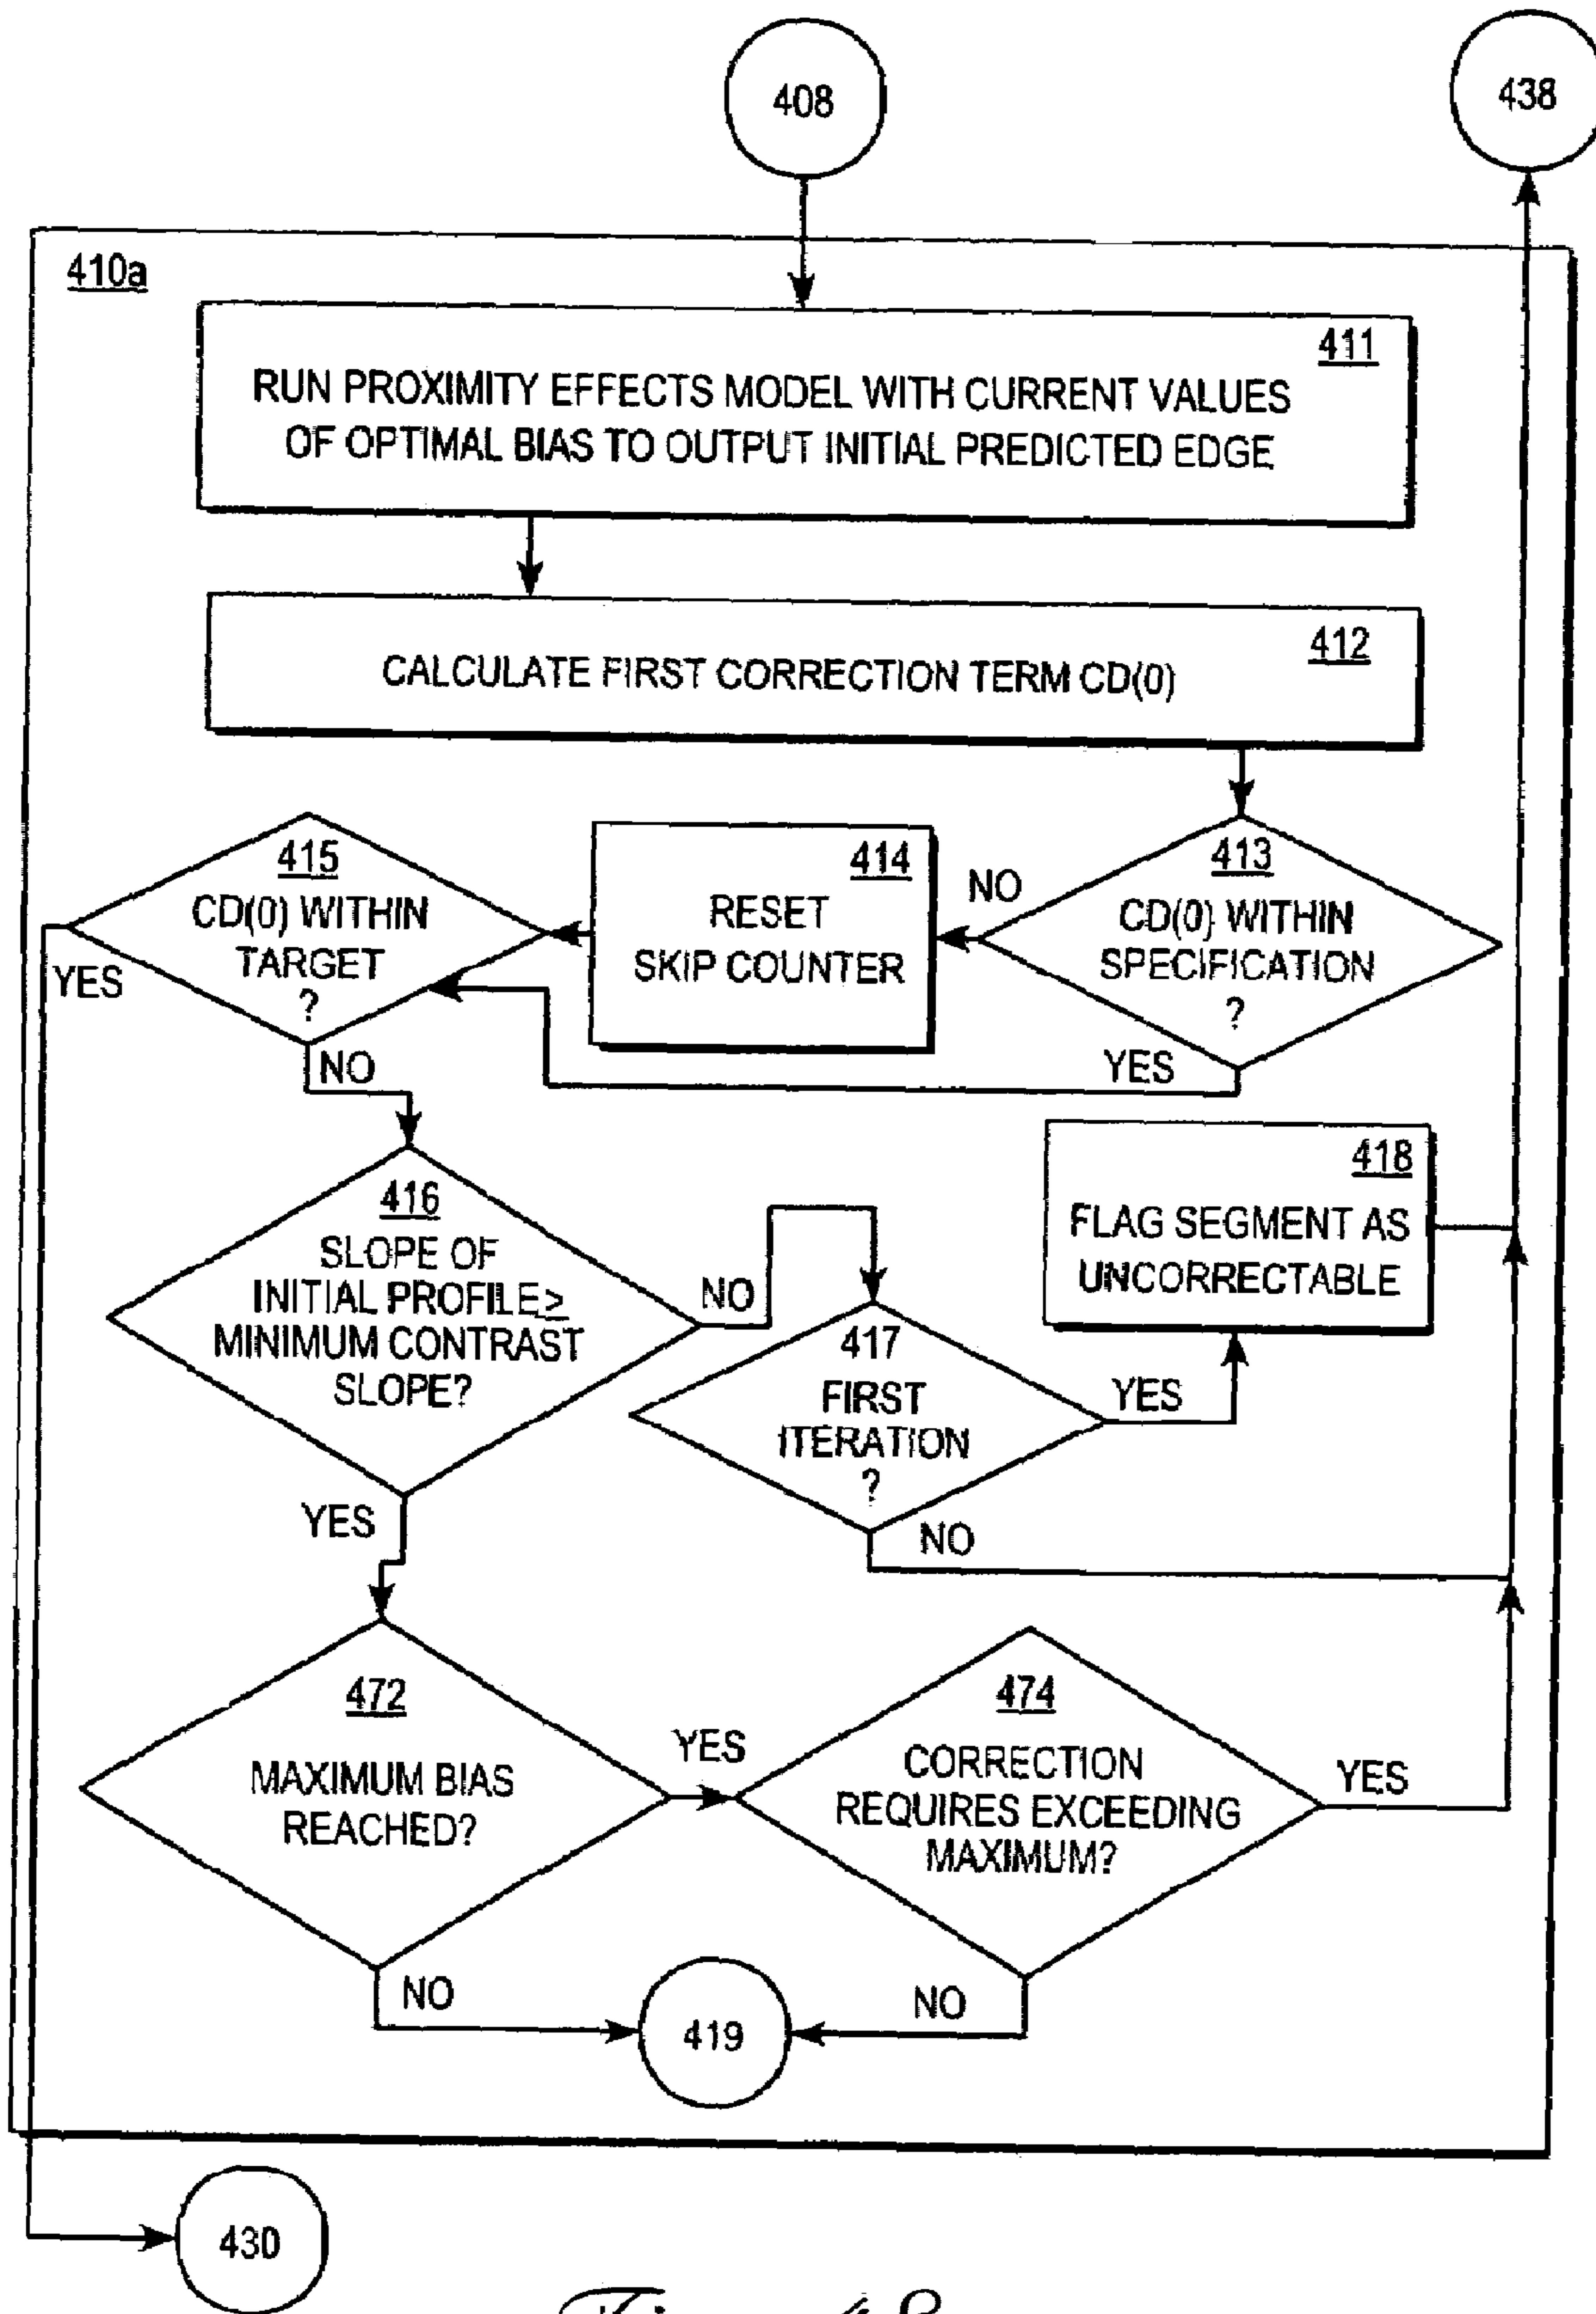 408
438
410a
411
RUN PROXIMITY EFFECTS MODEL WITH CURRENT VALUES
OF OPTIMAL BIAS TO OUTPUT INITIAL PREDICTED EDGE
412
CALCULATE FIRST CORRECTION TERM CD(0)
415
CD(0) WITHIN
TARGET
?
YES
NO
414
RESET
SKIP COUNTER
NO
413
CD(0) WITHIN
SPECIFICATION
?
YES
416
SLOPE OF
INITIAL PROFILE ≥
MINIMUM CONTRAST
SLOPE?
NO
YES
417
FIRST
ITERATION
?
YES
NO
418
FLAG SEGMENT AS
UNCORRECTABLE
472
MAXIMUM BIAS
REACHED?
YES
NO
474
CORRECTION
REQUIRES EXCEEDING
MAXIMUM?
YES
NO
419
430